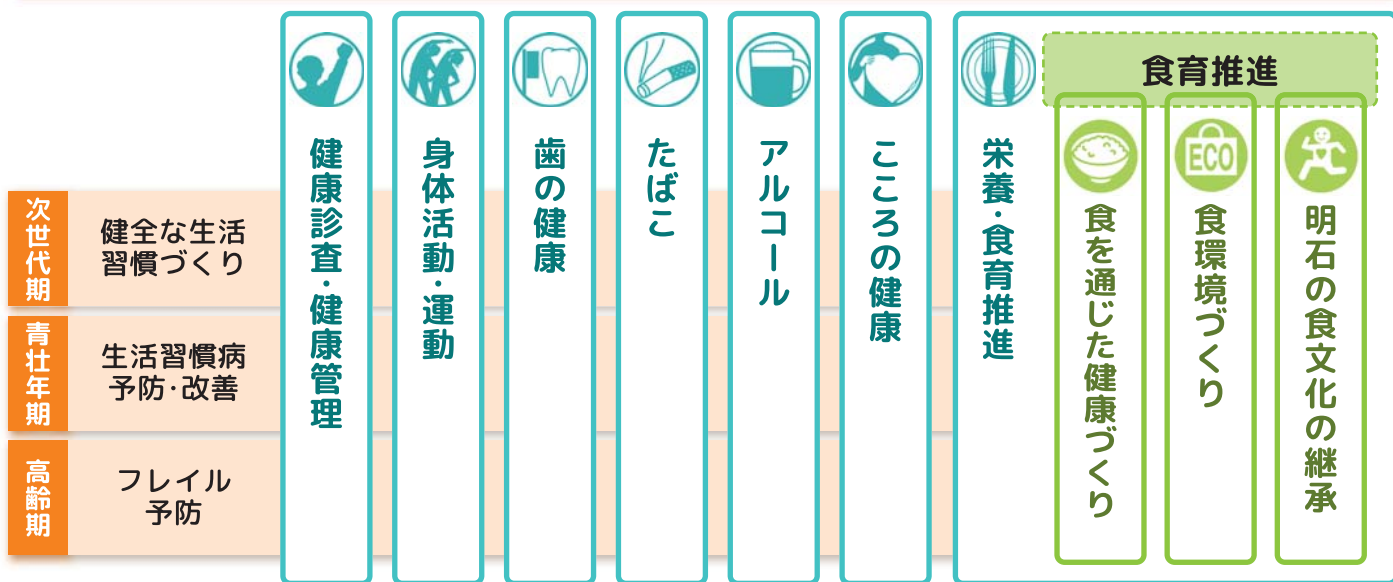 健康診査・健康管理
身体活動・運動
歯の健康
たばこ
アルコール
こころの健康
栄養・食育推進
食育推進
食を通じた健康づくり
ECO
食環境づくり
明石の食文化の継承
次世代期
健全な生活
習慣づくり
青壮年期
生活習慣病
予防・改善
高齢期
フレイル
予防